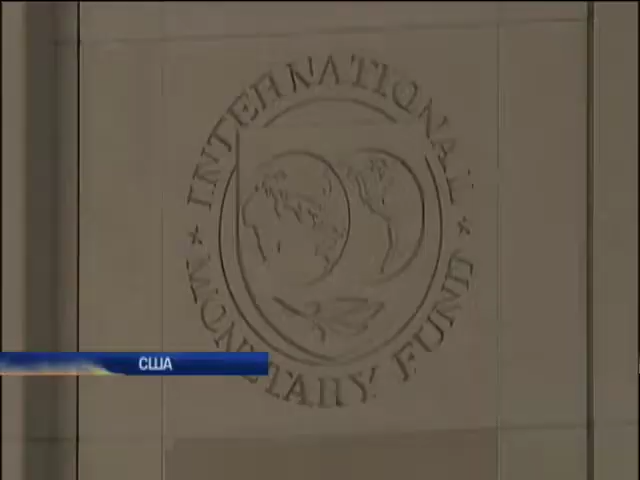 INTERNATIONAL
★ MONETARY FUND ★
США